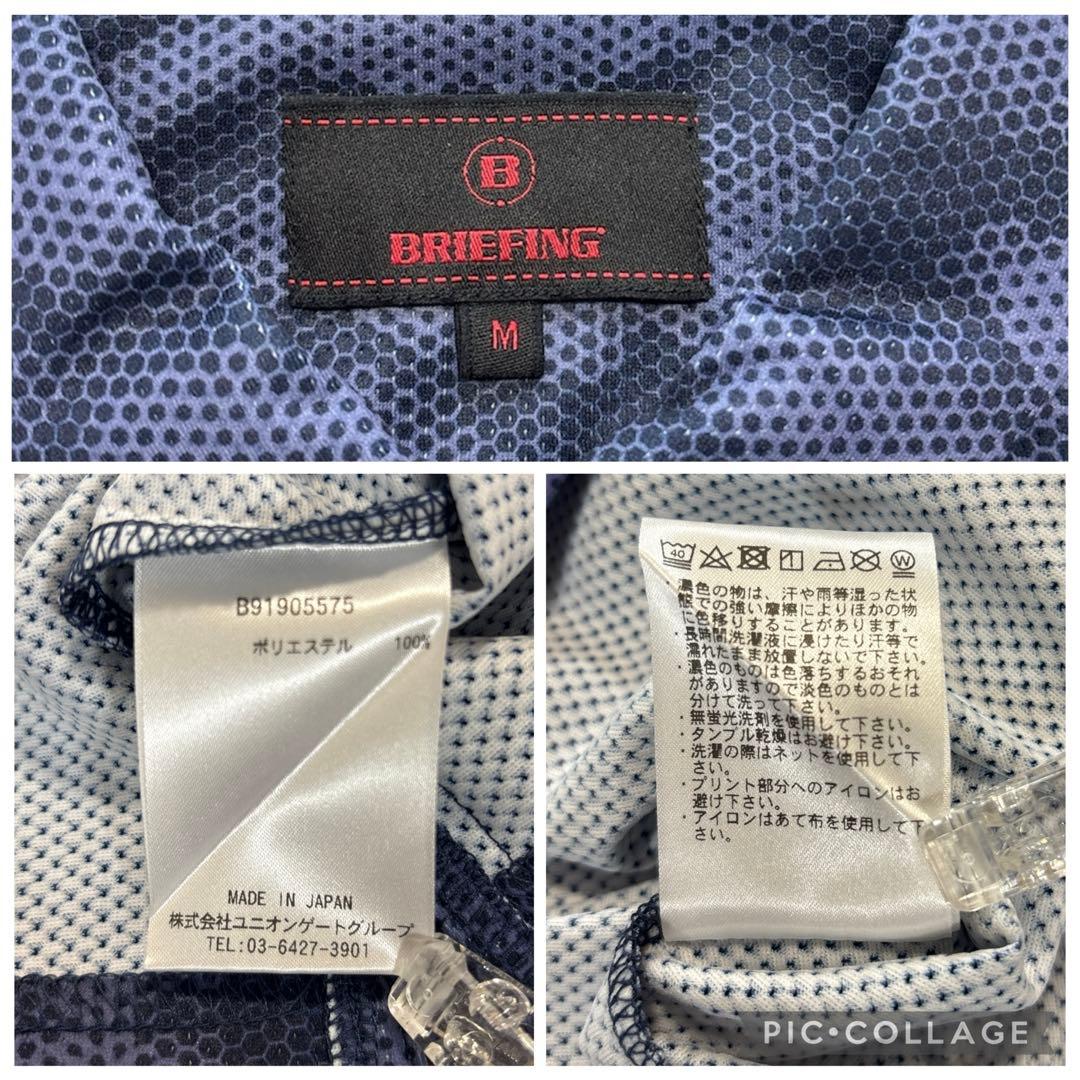 B
BRIEFING
M
B91905575
ポリエステル 100%
MADE IN JAPAN
株式会社ユニオンゲートグループ
TEL:03-6427-3901
40 W
・濃色の物は、汗や雨等湿った状
態での強い摩擦によりほかの物
に色移りすることがあります。
・長時間洗濯液に浸けたり汗等で
濡れたまま放置しないで下さい。
・濃色のものは色落ちするおそれ
がありますので淡色のものとは
分けて洗って下さい。
・無蛍光洗剤を使用して下さい。
・タンブル乾燥はお避け下さい。
・洗濯の際はネットを使用して下
さい。
・プリント部分へのアイロンはお
避け下さい。
・アイロンはあて布を使用して下
さい。
PIC•COLLAGE